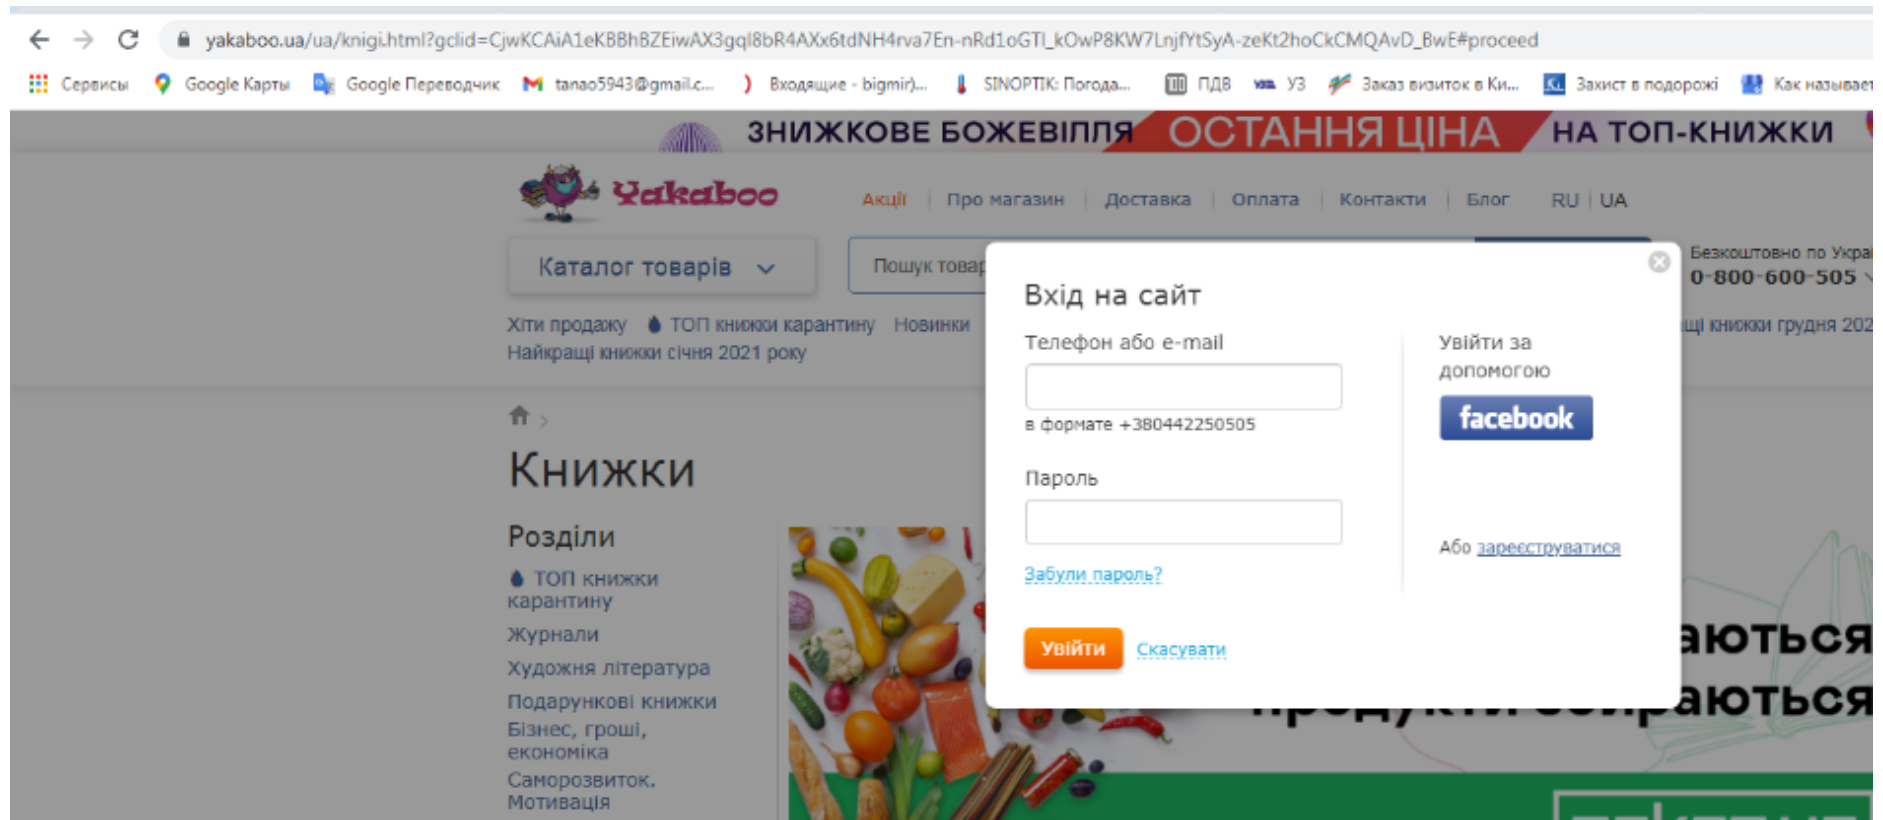 yakaboo.ua/ua/knigi.html?gclid=CjwKCAiA1eKBBhBZEiwAX3gql8bR4AXx6tdNH4rva7En-nRd1oGTl_kOwP8KW7LnjfYtSyA-zeKt2hoCkCMQAvD_BwE#proceed
Сервисы Google Карты Google Переводчик tanao5943@gmail.c... Входящие - bigmir)... SINOPTIK: Погода... ПДВ УЗ Заказ визиток в Ки... Захист в подорожі Как называет
ЗНИЖКОВЕ БОЖЕВІЛЛЯ ОСТАННЯ ЦІНА НА ТОП-КНИЖКИ
Yakaboo Акції Про магазин Доставка Оплата Контакти Блог RU UA
Каталог товарів Пошук товар
Безкоштовно по Украї
0-800-600-505
Хіти продажу ТОП книжки карантину Новинки щі книжки грудня 202
Найкращі книжки січня 2021 року
Вхід на сайт
Телефон або e-mail
в формате +380442250505
Пароль
Забули пароль?
Увійти Скасувати
Увійти за
допомогою
facebook
Або зареєструватися
>
Книжки
Розділи
ТОП книжки
карантину
Журнали
Художня література
Подарункові книжки
Бізнес, гроші,
економіка
Саморозвиток.
Мотивація
аються
продукти збираються